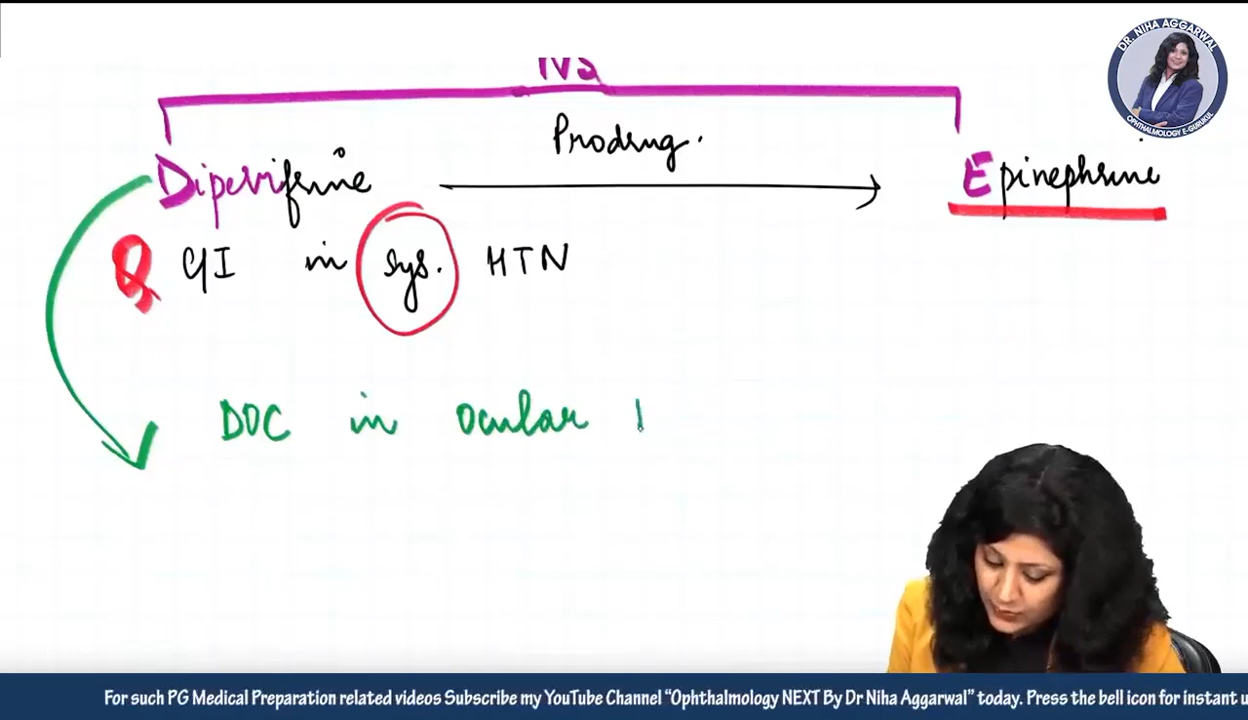 DR. NIHA AGGARWAL
OPHTHALMOLOGY E-GURUKUL
NS
Prodrug.
Dipevifrine
Epinephrine
Q CI in sys. HTN
DOC in ocular
For such PG Medical Preparation related videos Subscribe my YouTube Channel “Ophthalmology NEXT By Dr Niha Aggarwal” today. Press the bell icon for instant u